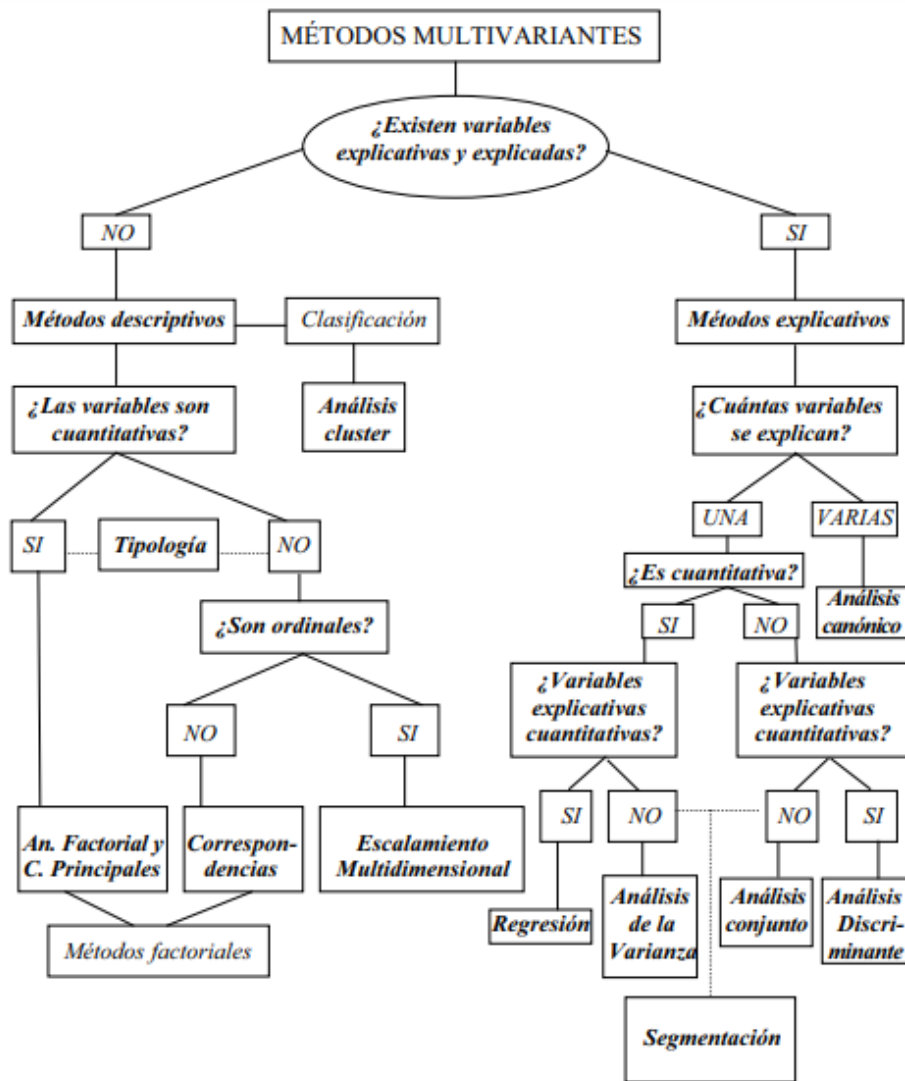 MÉTODOS MULTIVARIANTES
¿Existen variables
explicativas y explicadas?
NO
SI
Métodos descriptivos
Clasificación
Métodos explicativos
¿Las variables son
cuantitativas?
Análisis
cluster
¿Cuántas variables
se explican?
SI
Tipología
NO
UNA
VARIAS
¿Es cuantitativa?
¿Son ordinales?
SI
NO
Análisis
canónico
¿Variables
explicativas
cuantitativas?
¿Variables
explicativas
cuantitativas?
NO
SI
SI
NO
NO
SI
An. Factorial y
C. Principales
Correspon-
dencias
Escalamiento
Multidimensional
Regresión
Análisis
de la
Varianza
Análisis
conjunto
Análisis
Discri-
minante
Métodos factoriales
Segmentación